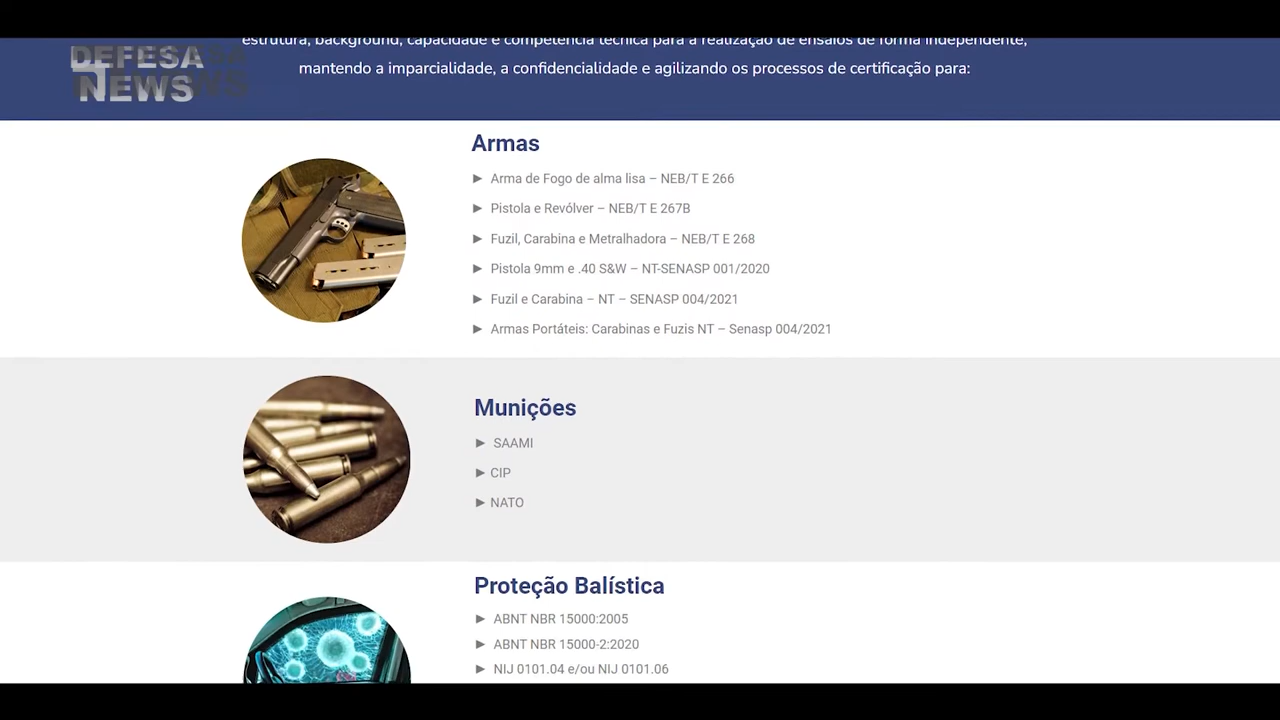 estrutura, background, capacidade e competência técnica para a realização de ensaios de forma independente,
mantendo a imparcialidade, a confidencialidade e agilizando os processos de certificação para:
DEFESA
NEWS
Armas
► Arma de Fogo de alma lisa – NEB/T E 266
► Pistola e Revólver – NEB/T E 267B
► Fuzil, Carabina e Metralhadora – NEB/T E 268
► Pistola 9mm e .40 S&W – NT-SENASP 001/2020
► Fuzil e Carabina – NT – SENASP 004/2021
► Armas Portáteis: Carabinas e Fuzis NT – Senasp 004/2021
Munições
► SAAMI
► CIP
► NATO
Proteção Balística
► ABNT NBR 15000:2005
► ABNT NBR 15000-2:2020
► NIJ 0101.04 e/ou NIJ 0101.06